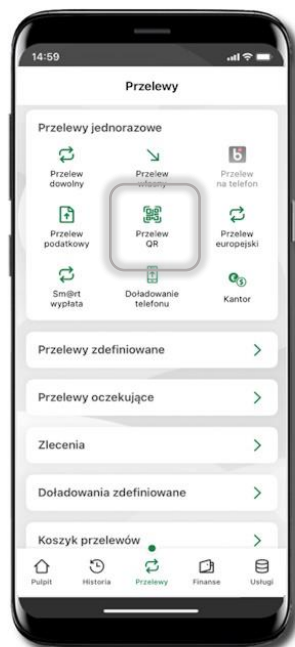 14:59
Przelewy
Przelewy jednorazowe
Przelew dowolny
Przelew własny
Przelew na telefon
Przelew podatkowy
Przelew QR
Przelew europejski
Sm@rt wypłata
Doładowanie telefonu
Kantor
Przelewy zdefiniowane
Przelewy oczekujące
Zlecenia
Doładowania zdefiniowane
Koszyk przelewów
Pulpit Historia Przelewy Finanse Usługi